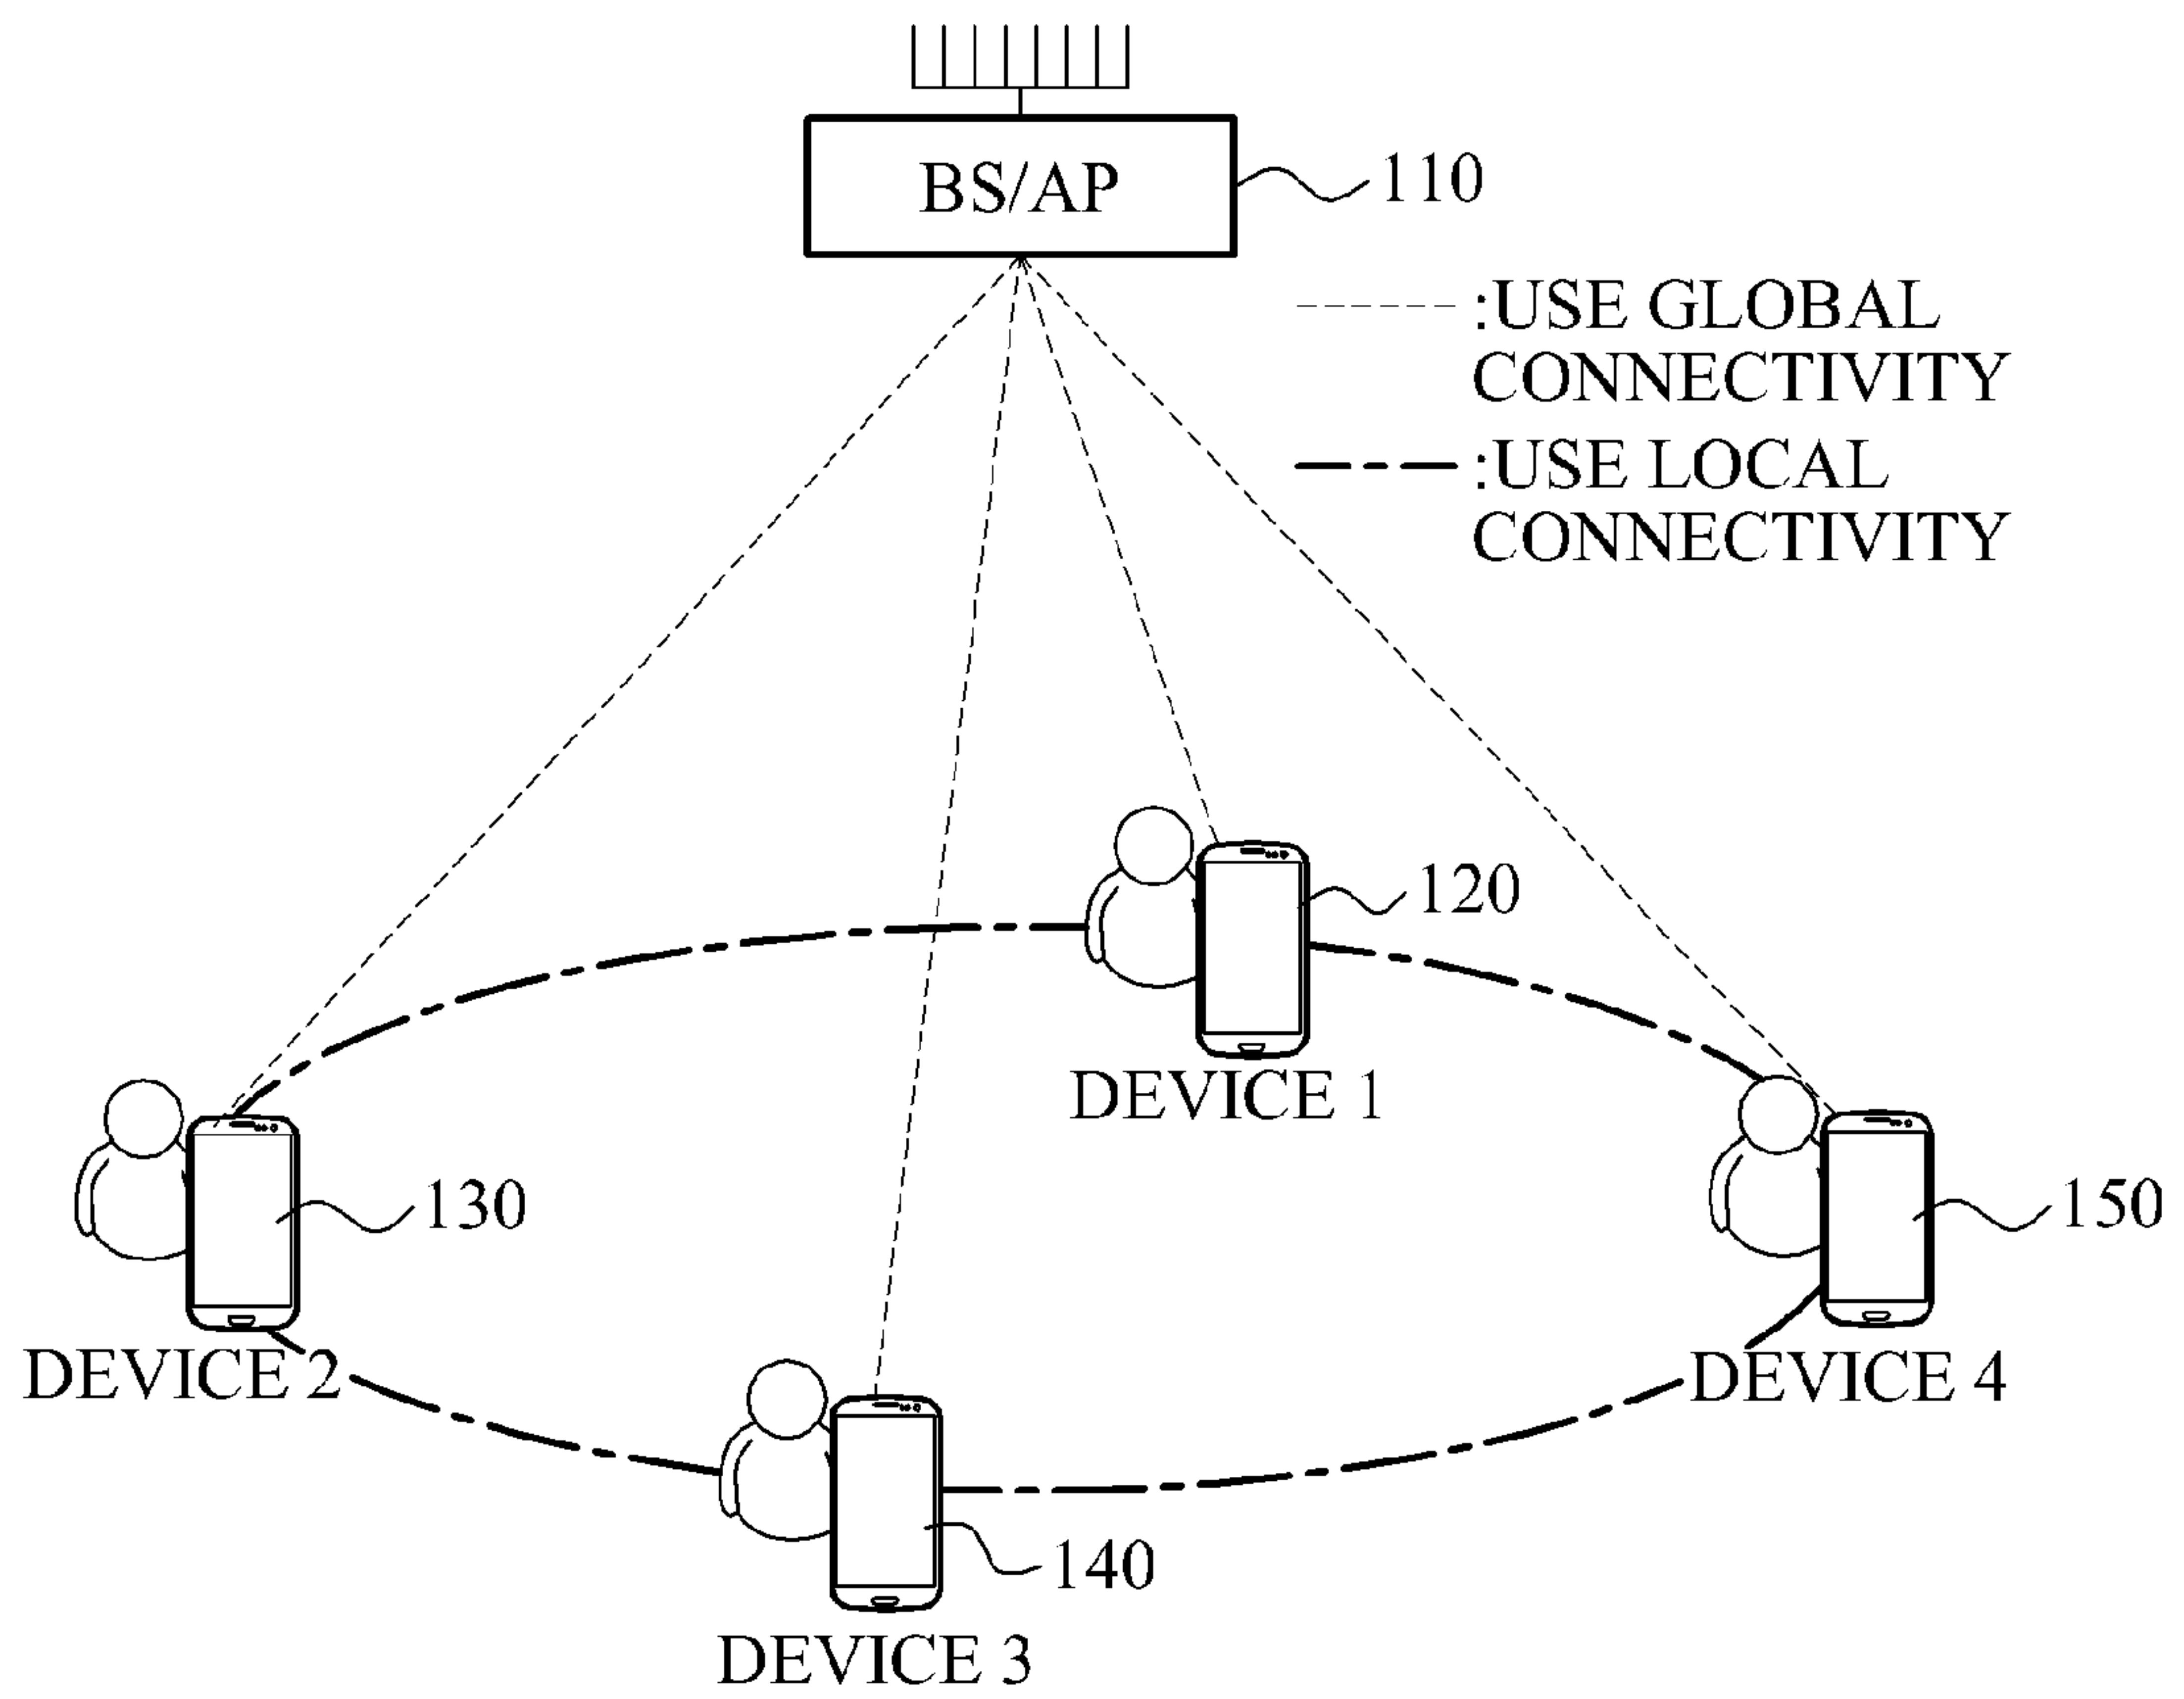 BS/AP
110
:USE GLOBAL
CONNECTIVITY
:USE LOCAL
CONNECTIVITY
120
DEVICE 1
130
150
DEVICE 2
DEVICE 4
140
DEVICE 3